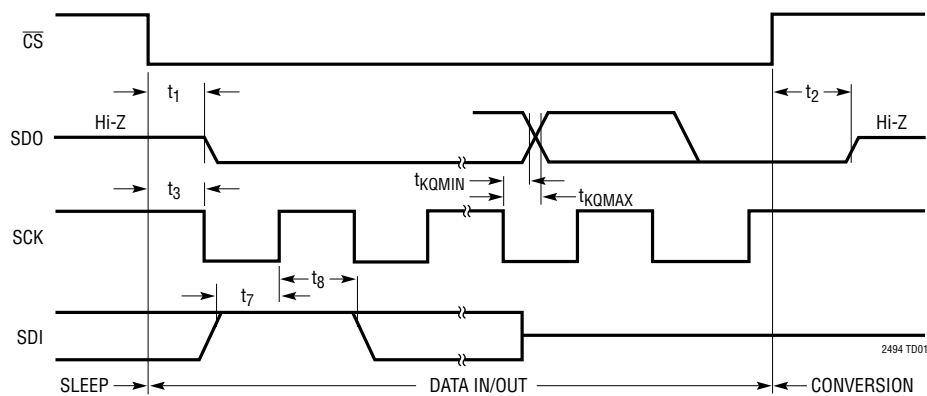 CS
t1
t2
Hi-Z
Hi-Z
SDO
t3
tKQMIN
tKQMAX
SCK
t7
t8
SDI
2494 TD01
SLEEP
DATA IN/OUT
CONVERSION